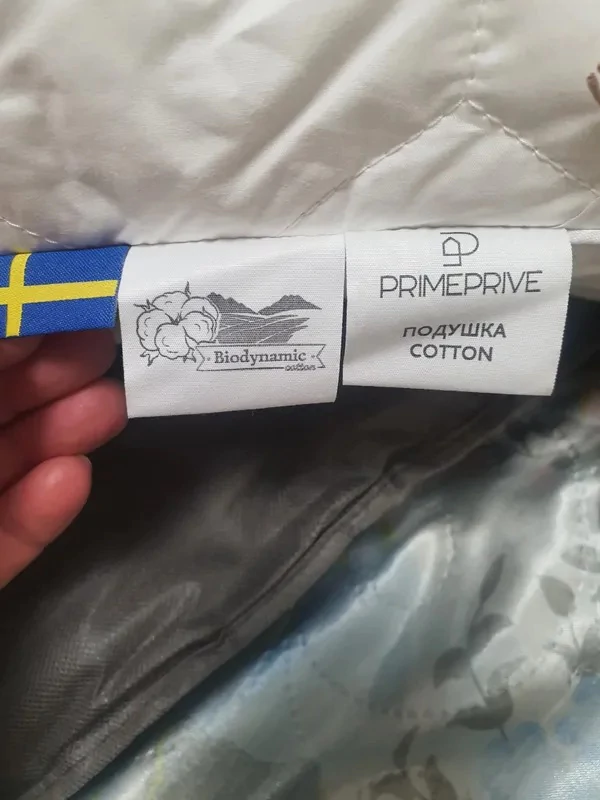 Biodynamic
cotton
PRIMEPRIVE
ПОДУШКА
COTTON